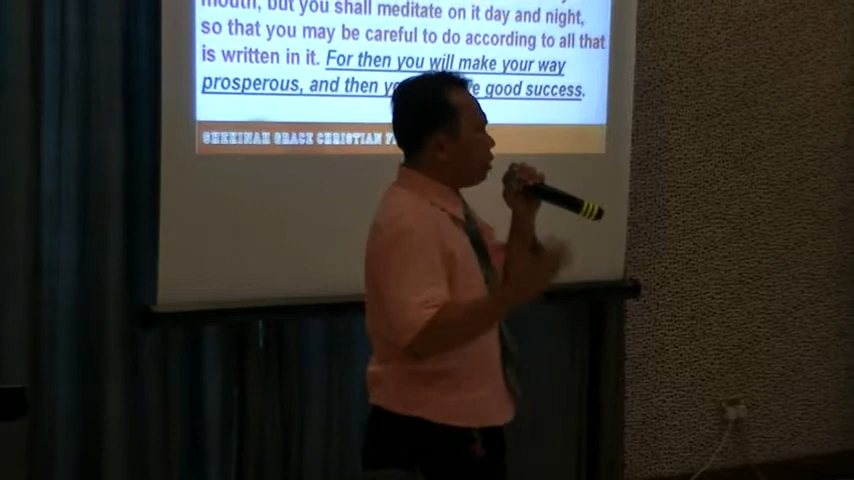 mouth, but you shall meditate on it day and night,
so that you may be careful to do according to all that
is written in it. For then you will make your way
prosperous, and then good success.
SHEKINAH GRACE CHRISTIAN